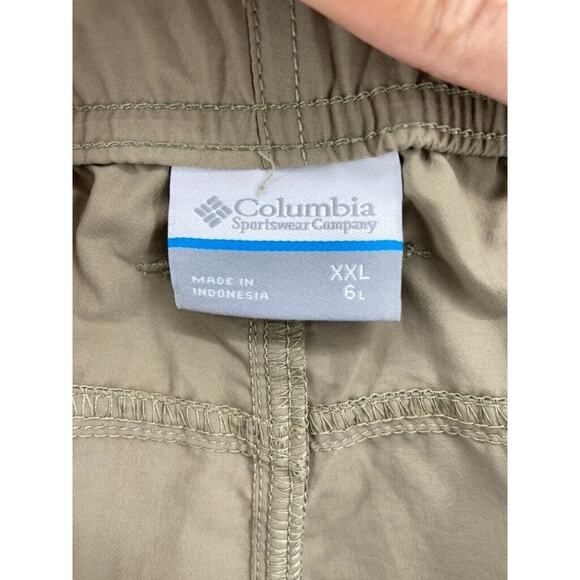 Columbia
Sportswear Company
XXL
6L
MADE IN
INDONESIA